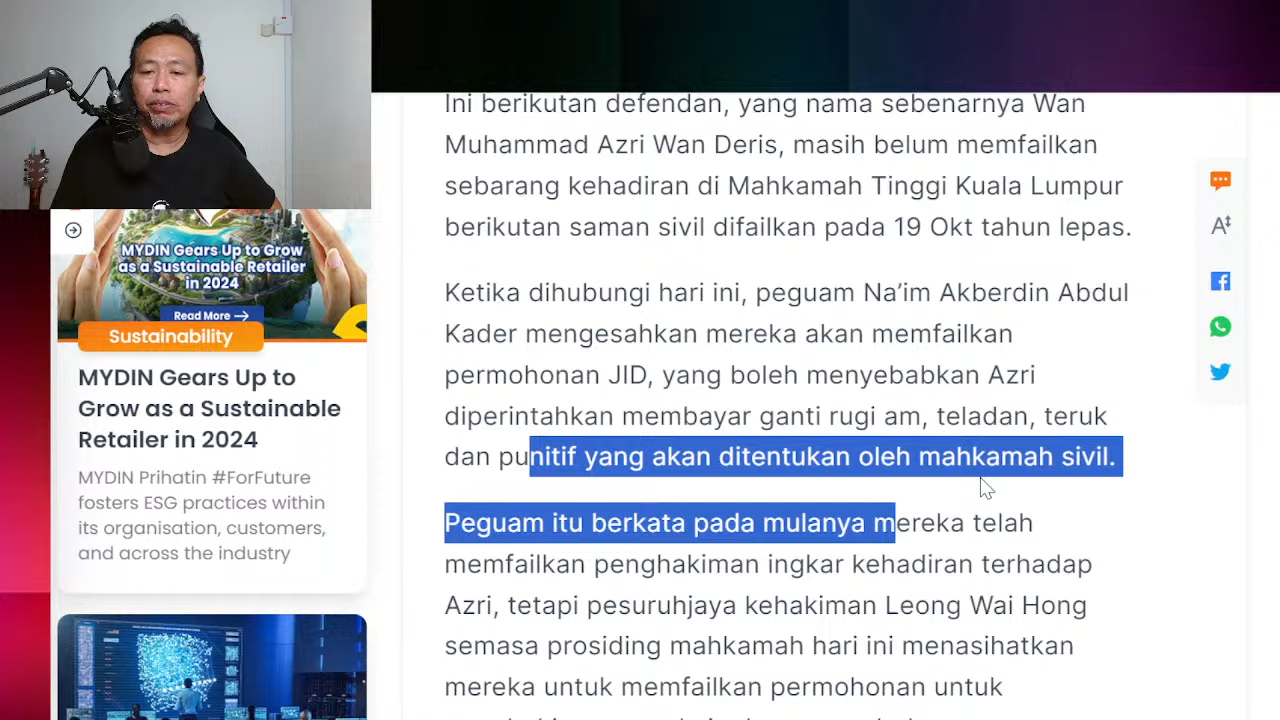 Ini berikutan defendan, yang nama sebenarnya Wan
Muhammad Azri Wan Deris, masih belum memfailkan
sebarang kehadiran di Mahkamah Tinggi Kuala Lumpur
berikutan saman sivil difailkan pada 19 Okt tahun lepas.
Ketika dihubungi hari ini, peguam Na’im Akberdin Abdul
Kader mengesahkan mereka akan memfailkan
permohonan JID, yang boleh menyebabkan Azri
diperintahkan membayar ganti rugi am, teladan, teruk
dan punitif yang akan ditentukan oleh mahkamah sivil.
Peguam itu berkata pada mulanya mereka telah
memfailkan penghakiman ingkar kehadiran terhadap
Azri, tetapi pesuruhjaya kehakiman Leong Wai Hong
semasa prosiding mahkamah hari ini menasihatkan
mereka untuk memfailkan permohonan untuk
MYDIN Gears Up to Grow
as a Sustainable Retailer
in 2024
Read More
Sustainability
MYDIN Gears Up to
Grow as a Sustainable
Retailer in 2024
MYDIN Prihatin #ForFuture
fosters ESG practices within
its organisation, customers,
and across the industry
A